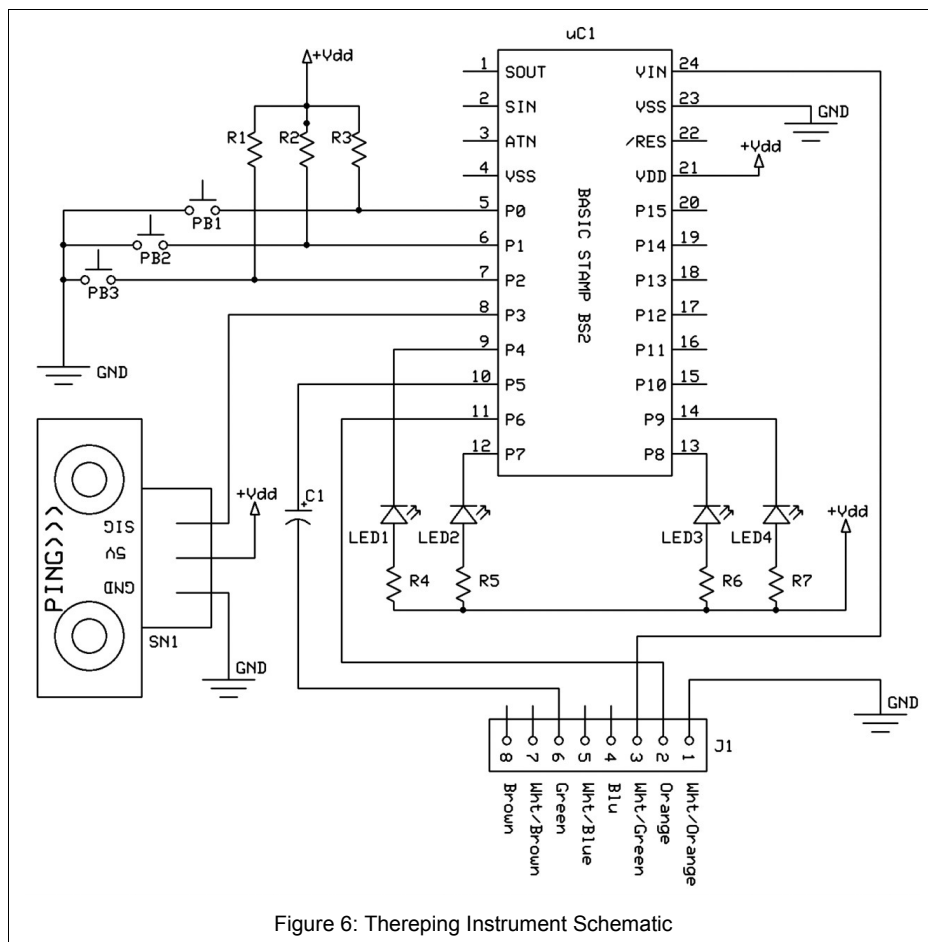 uC1
+Vdd
R1
R2
R3
1
SOUT
VIN
24
2
SIN
VSS
23
GND
3
ATN
/RES
22
+Vdd
4
VSS
VDD
21
PB1
5
P0
P15
20
PB2
6
P1
P14
19
PB3
7
P2
P13
18
8
P3
P12
17
9
P4
P11
16
10
P5
P10
15
11
P6
P9
14
12
P7
P8
13
BASIC STAMP BS2
GND
PING>>>
SIG
5V
GND
SN1
+Vdd
GND
+
C1
LED1
LED2
LED3
LED4
+Vdd
R4
R5
R6
R7
GND
J1
8
7
6
5
4
3
2
1
Brown
Wht/Brown
Green
Wht/Blue
Blu
Wht/Green
Orange
Wht/Orange
Figure 6: Thereping Instrument Schematic